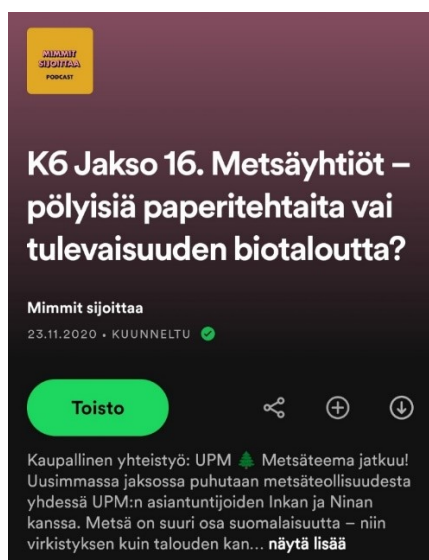 MIMMIT
SIJOITTAA
PODCAST
K6 Jakso 16. Metsäyhtiöt –
pölyisiä paperitehtaita vai
tulevaisuuden biotaloutta?
Mimmit sijoittaa
23.11.2020 • KUUNNELTU
Toisto
Kaupallinen yhteistyö: UPM 🌲 Metsäteema jatkuu!
Uusimmassa jaksossa puhutaan metsäteollisuudesta
yhdessä UPM:n asiantuntijoiden Inkan ja Ninan
kanssa. Metsä on suuri osa suomalaisuutta – niin
virkistyksen kuin talouden kan... näytä lisää